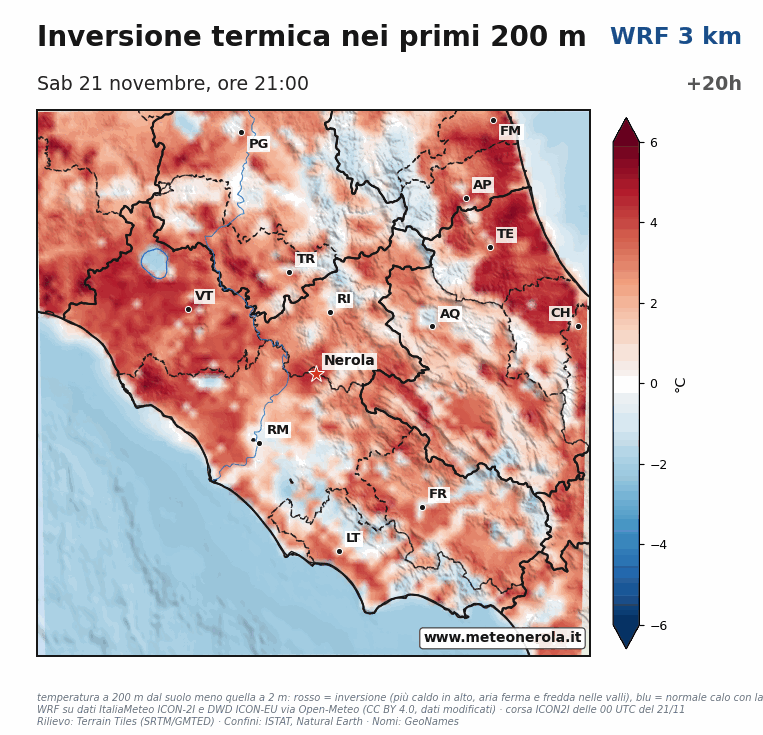 Inversione termica nei primi 200 m WRF 3 km
Sab 21 novembre, ore 21:00 +20h
FM
PG
AP
TE
TR
VT
RI
AQ
CH
Nerola
RM
FR
LT
6
4
2
0
−2
−4
−6
°C
www.meteonerola.it
temperatura a 200 m dal suolo meno quella a 2 m: rosso = inversione (più caldo in alto, aria ferma e fredda nelle valli), blu = normale calo con la
WRF su dati ItaliaMeteo ICON-2I e DWD ICON-EU via Open-Meteo (CC BY 4.0, dati modificati) · corsa ICON2I delle 00 UTC del 21/11
Rilievo: Terrain Tiles (SRTM/GMTED) · Confini: ISTAT, Natural Earth · Nomi: GeoNames